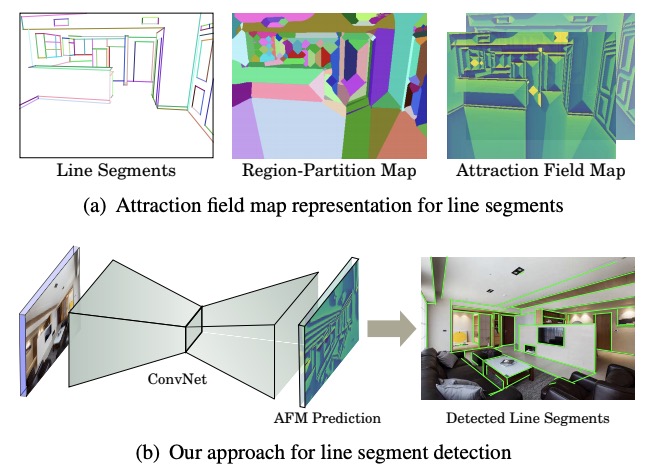 Line Segments
Region-Partition Map
Attraction Field Map
(a) Attraction field map representation for line segments
ConvNet
AFM Prediction
Detected Line Segments
(b) Our approach for line segment detection